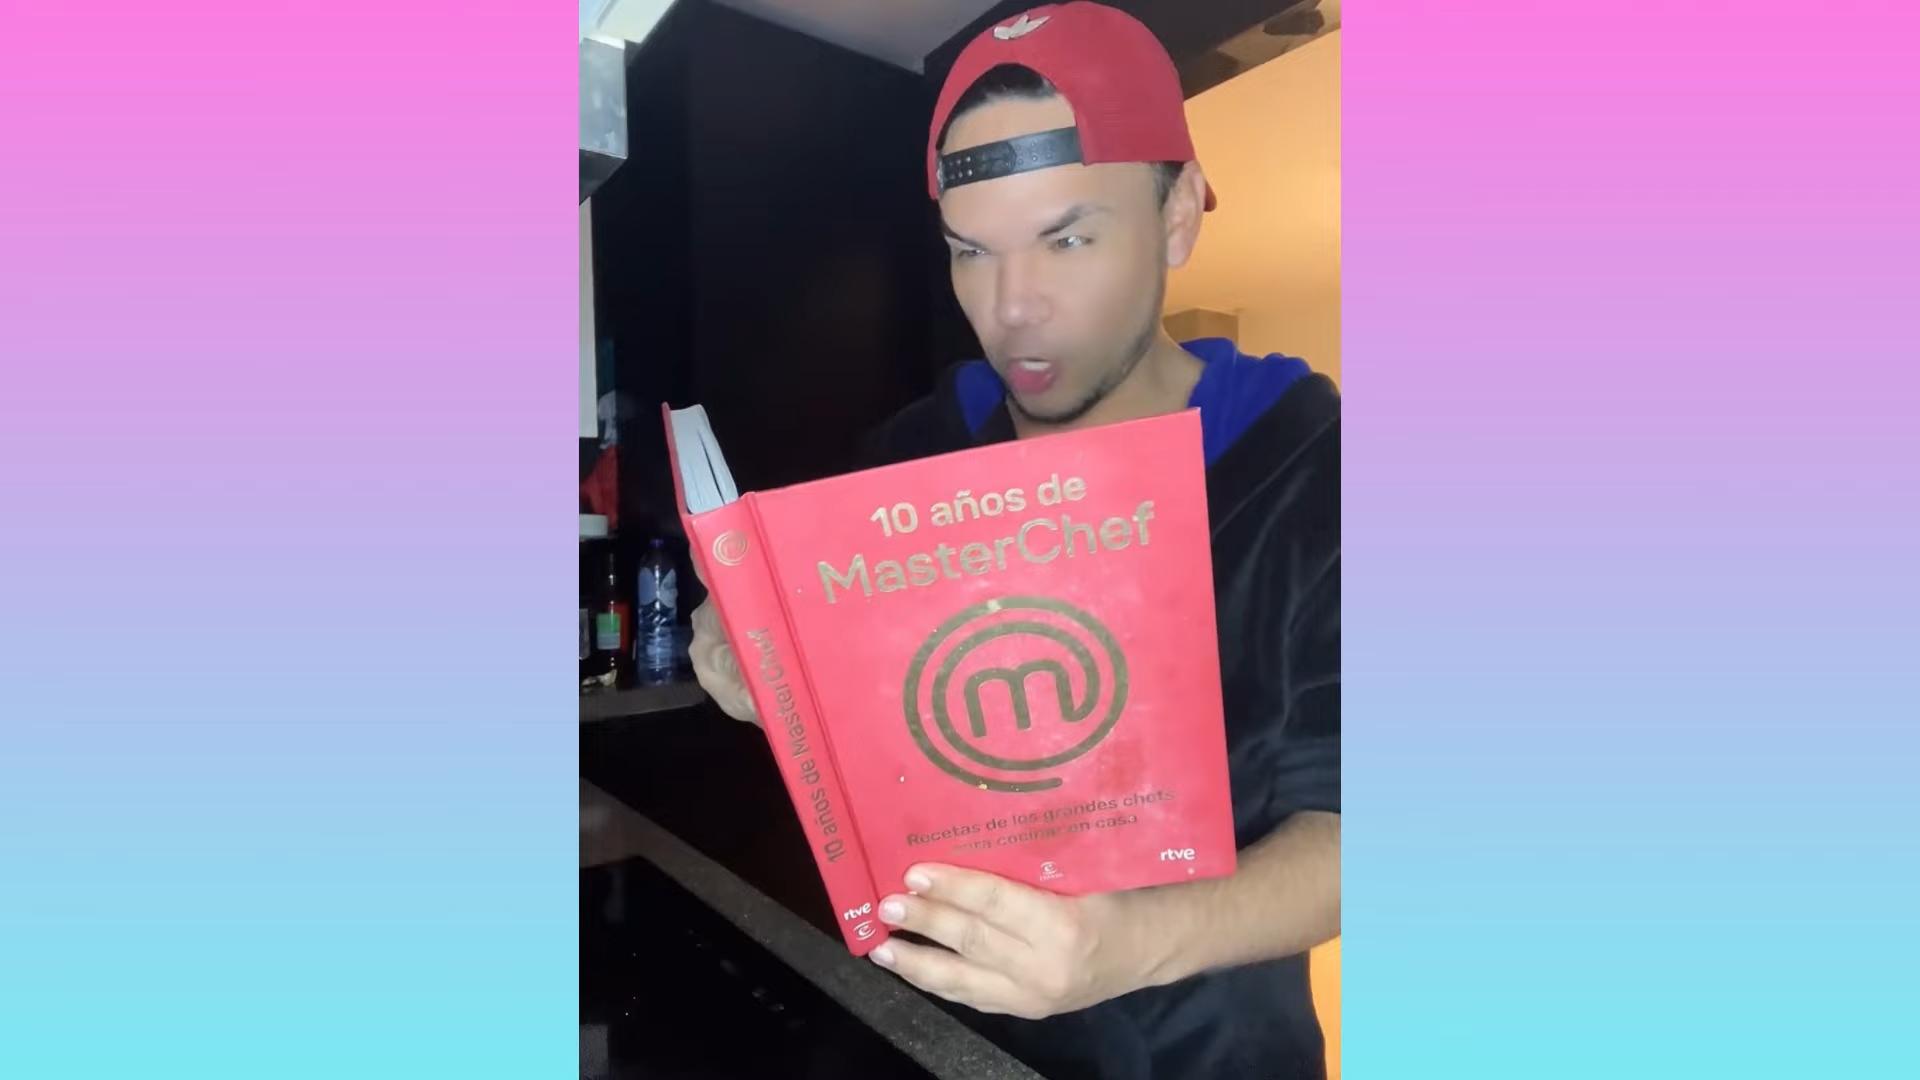 10 años de
MasterChef
m
Recetas de los grandes chefs
para cocinar en casa
rtve
ESPASA
m
10 años de MasterChef
rtve